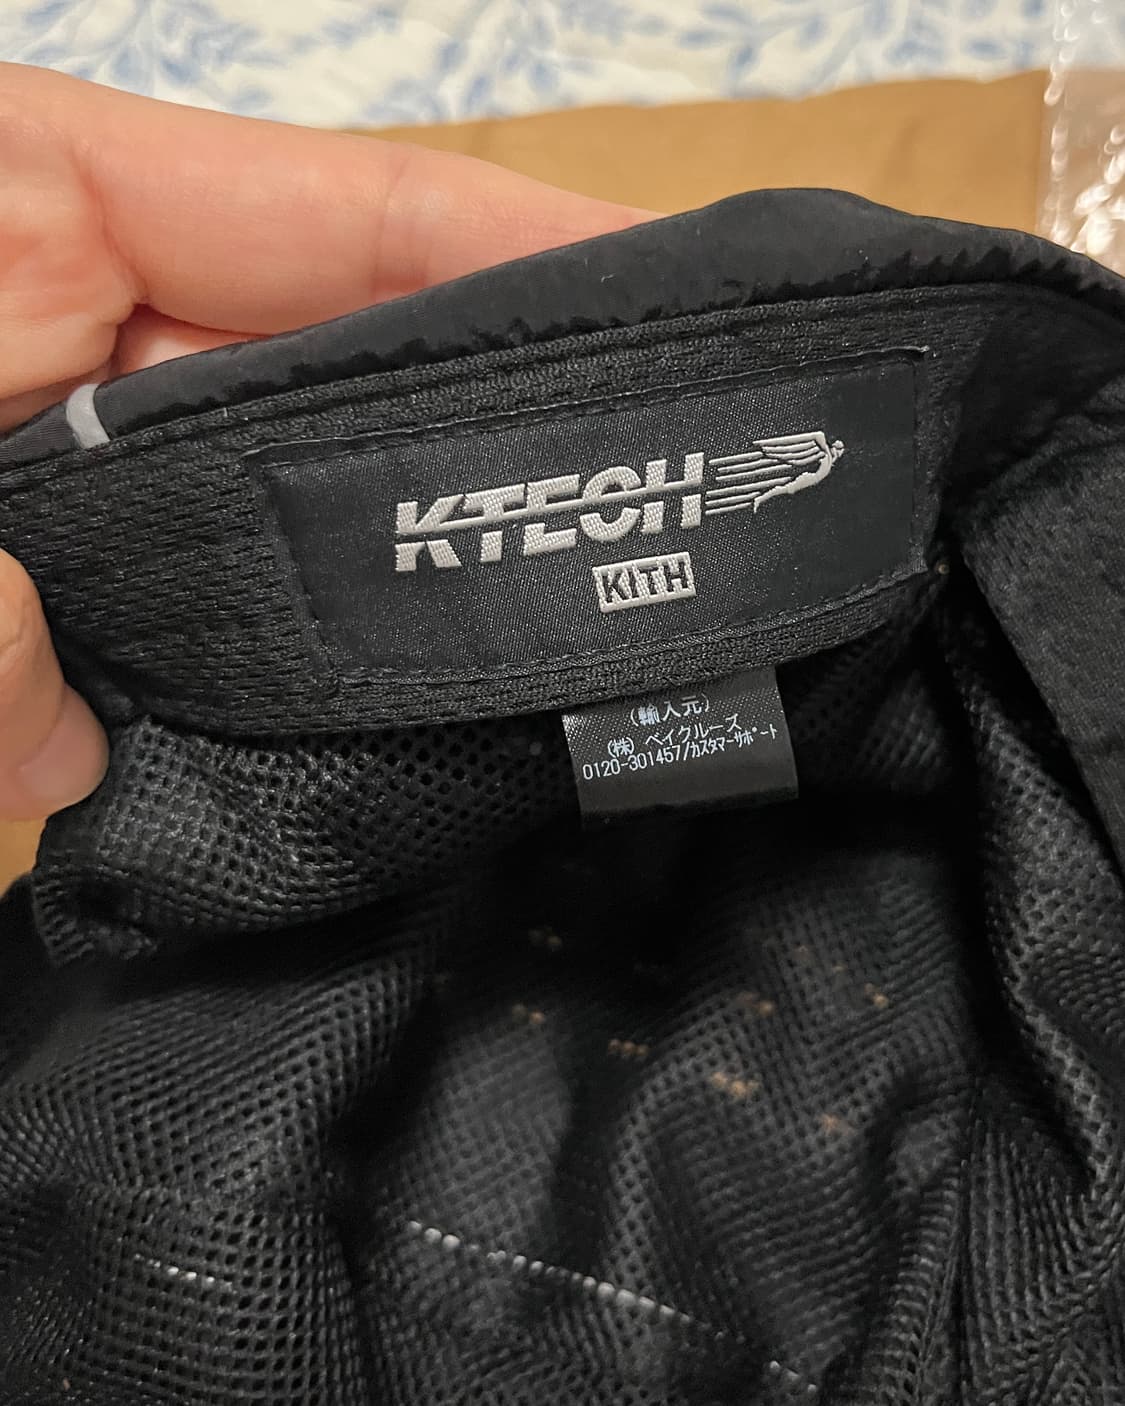 KTECH
KITH
(輸入元)
(株) ベイクルーズ
0120-301457/カスタマーサポート